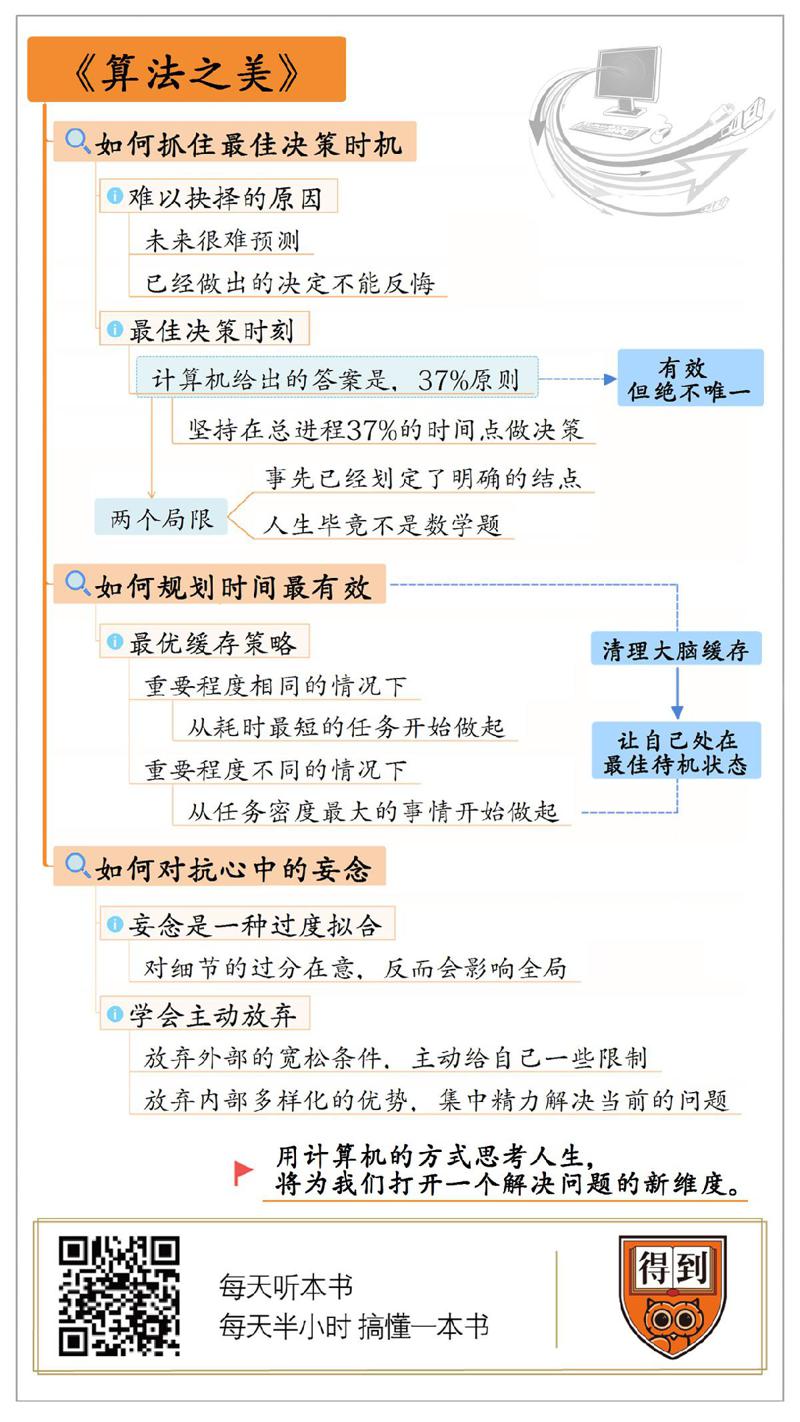 《算法之美》
如何抓住最佳决策时机
难以抉择的原因
未来很难预测
已经做出的决定不能反悔
最佳决策时刻
计算机给出的答案是，37%原则
有效
但绝不唯一
坚持在总进程37%的时间点做决策
两个局限
事先已经划定了明确的结点
人生毕竟不是数学题
如何规划时间最有效
最优缓存策略
重要程度相同的情况下
从耗时最短的任务开始做起
重要程度不同的情况下
从任务密度最大的事情开始做起
清理大脑缓存
让自己处在
最佳待机状态
如何对抗心中的妄念
妄念是一种过度拟合
对细节的过分在意，反而会影响全局
学会主动放弃
放弃外部的宽松条件，主动给自己一些限制
放弃内部多样化的优势，集中精力解决当前的问题
用计算机的方式思考人生，
将为我们打开一个解决问题的新维度。
每天听本书
每天半小时 搞懂一本书
得到